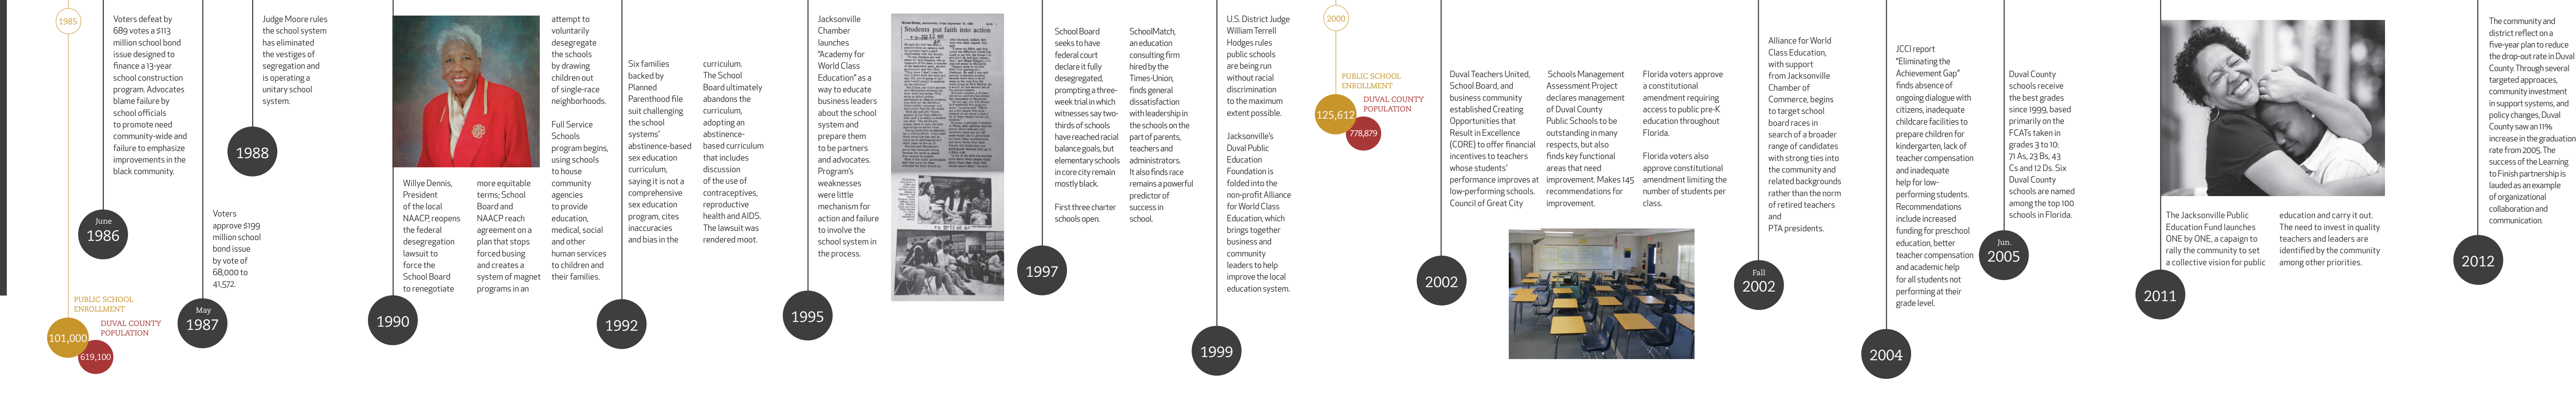 1985
PUBLIC SCHOOL
ENROLLMENT
101,000
DUVAL COUNTY
POPULATION
619,100
Voters defeat by
689 votes a $113
million school bond
issue designed to
finance a 13-year
school construction
program. Advocates
blame failure by
school officials
to promote need
community-wide and
failure to emphasize
improvements in the
black community.
June
1986
Voters
approve $199
million school
bond issue
by vote of
68,000 to
41,572.
May
1987
Judge Moore rules
the school system
has eliminated
the vestiges of
segregation and
is operating a
unitary school
system.
1988
Willye Dennis,
President
of the local
NAACP, reopens
the federal
desegregation
lawsuit to
force the
School Board
to renegotiate
more equitable
terms; School
Board and
NAACP reach
agreement on a
plan that stops
forced busing
and creates a
system of magnet
programs in an
attempt to
voluntarily
desegregate
the schools
by drawing
children out
of single-race
neighborhoods.
Full Service
Schools
program begins,
using schools
to house
community
agencies
to provide
education,
medical, social
and other
human services
to children and
their families.
1990
Six families
backed by
Planned
Parenthood file
suit challenging
the school
systems'
abstinence-based
sex education
curriculum,
saying it is not a
comprehensive
sex education
program, cites
inaccuracies
and bias in the
curriculum.
The School
Board ultimately
abandons the
curriculum,
adopting an
abstinence-
based curriculum
that includes
discussion
of the use of
contraceptives,
reproductive
health and AIDS.
The lawsuit was
rendered moot.
1992
Jacksonville
Chamber
launches
"Academy for
World Class
Education" as a
way to educate
business leaders
about the school
system and
prepare them
to be partners
and advocates.
Program's
weaknesses
were little
mechanism for
action and failure
to involve the
school system in
the process.
1995
Students put faith into action
School Board
seeks to have
federal court
declare it fully
desegregated,
prompting a three-
week trial in which
witnesses say two-
thirds of schools
have reached racial
balance goals, but
elementary schools
in core city remain
mostly black.
First three charter
schools open.
SchoolMatch,
an education
consulting firm
hired by the
Times-Union,
finds general
dissatisfaction
with leadership in
the schools on the
part of parents,
teachers and
administrators.
It also finds race
remains a powerful
predictor of
success in
school.
1997
U.S. District Judge
William Terrell
Hodges rules
public schools
are being run
without racial
discrimination
to the maximum
extent possible.
Jacksonville's
Duval Public
Education
Foundation is
folded into the
non-profit Alliance
for World Class
Education, which
brings together
business and
community
leaders to help
improve the local
education system.
1999
2000
PUBLIC SCHOOL
ENROLLMENT
125,612
DUVAL COUNTY
POPULATION
778,879
Duval Teachers United,
School Board, and
business community
established Creating
Opportunities that
Result in Excellence
(CORE) to offer financial
incentives to teachers
whose students'
performance improves at
low-performing schools.
Council of Great City
Schools Management
Assessment Project
declares management
of Duval County
Public Schools to be
outstanding in many
respects, but also
finds key functional
areas that need
improvement. Makes 145
recommendations for
improvement.
Florida voters approve
a constitutional
amendment requiring
access to public pre-K
education throughout
Florida.
Florida voters also
approve constitutional
amendment limiting the
number of students per
class.
2002
Alliance for World
Class Education,
with support
from Jacksonville
Chamber of
Commerce, begins
to target school
board races in
search of a broader
range of candidates
with strong ties into
the community and
related backgrounds
rather than the norm
of retired teachers
and
PTA presidents.
Fall
2002
JCCI report
"Eliminating the
Achievement Gap"
finds absence of
ongoing dialogue with
citizens, inadequate
childcare facilities to
prepare children for
kindergarten, lack of
teacher compensation
and inadequate
help for low-
performing students.
Recommendations
include increased
funding for preschool
education, better
teacher compensation
and academic help
for all students not
performing at their
grade level.
2004
Duval County
schools receive
the best grades
since 1999, based
primarily on the
FCATs taken in
grades 3 to 10:
71 As, 23 Bs, 43
Cs and 12 Ds. Six
Duval County
schools are named
among the top 100
schools in Florida.
Jun.
2005
The Jacksonville Public
Education Fund launches
ONE by ONE, a capaign to
rally the community to set
a collective vision for public
education and carry it out.
The need to invest in quality
teachers and leaders are
identified by the community
among other priorities.
2011
The community and
district reflect on a
five-year plan to reduce
the drop-out rate in Duval
County. Through several
targeted approaces,
community investment
in support systems, and
policy changes, Duval
County saw an 11%
increase in the graduation
rate from 2005. The
success of the Learning
to Finish partnership is
lauded as an example
of organizational
collaboration and
communication.
2012